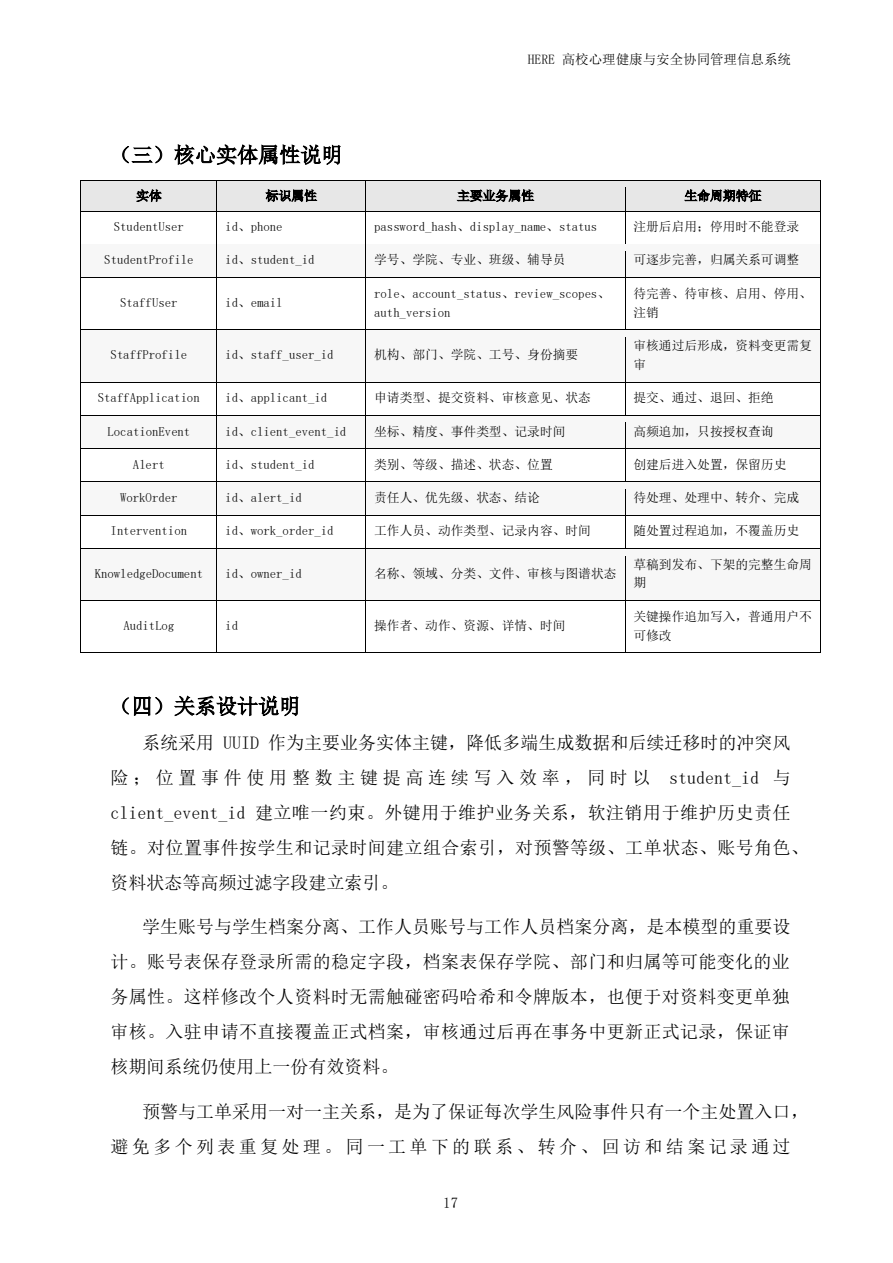 HERE 高校心理健康与安全协同管理信息系统
（三）核心实体属性说明
实体 标识属性 主要业务属性 生命周期特征
StudentUser id、phone password_hash、display_name、status 注册后启用；停用时不能登录
StudentProfile id、student_id 学号、学院、专业、班级、辅导员 可逐步完善，归属关系可调整
StaffUser id、email role、account_status、review_scopes、 待完善、待审核、启用、停用、
auth_version 注销
StaffProfile id、staff_user_id 机构、部门、学院、工号、身份摘要 审核通过后形成，资料变更需复
审
StaffApplication id、applicant_id 申请类型、提交资料、审核意见、状态 提交、通过、退回、拒绝
LocationEvent id、client_event_id 坐标、精度、事件类型、记录时间 高频追加，只按授权查询
Alert id、student_id 类别、等级、描述、状态、位置 创建后进入处置，保留历史
WorkOrder id、alert_id 责任人、优先级、状态、结论 待处理、处理中、转介、完成
Intervention id、work_order_id 工作人员、动作类型、记录内容、时间 随处置过程追加，不覆盖历史
KnowledgeDocument id、owner_id 名称、领域、分类、文件、审核与图谱状态 草稿到发布、下架的完整生命周
期
AuditLog id 操作者、动作、资源、详情、时间 关键操作追加写入，普通用户不
可修改
（四）关系设计说明
系统采用 UUID 作为主要业务实体主键，降低多端生成数据和后续迁移时的冲突风
险；位置事件使用整数主键提高连续写入效率，同时以 student_id 与
client_event_id 建立唯一约束。外键用于维护业务关系，软注销用于维护历史责任
链。对位置事件按学生和记录时间建立组合索引，对预警等级、工单状态、账号角色、
资料状态等高频过滤字段建立索引。
学生账号与学生档案分离、工作人员账号与工作人员档案分离，是本模型的重要设
计。账号表保存登录所需的稳定字段，档案表保存学院、部门和归属等可能变化的业
务属性。这样修改个人资料时无需触碰密码哈希和令牌版本，也便于对资料变更单独
审核。入驻申请不直接覆盖正式档案，审核通过后再在事务中更新正式记录，保证审
核期间系统仍使用上一份有效资料。
预警与工单采用一对一主关系，是为了保证每次学生风险事件只有一个主处置入口，
避免多个列表重复处理。同一工单下的联系、转介、回访和结案记录通过
17